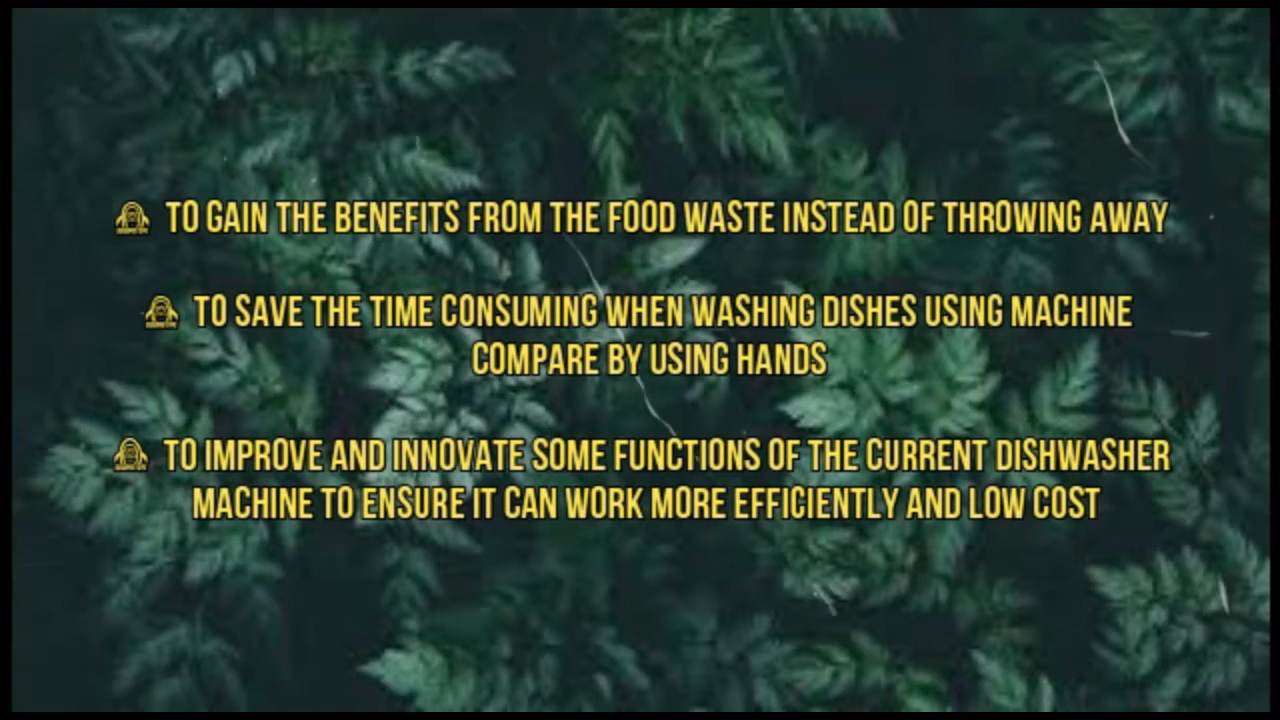 TO GAIN THE BENEFITS FROM THE FOOD WASTE INSTEAD OF THROWING AWAY
TO SAVE THE TIME CONSUMING WHEN WASHING DISHES USING MACHINE
COMPARE BY USING HANDS
TO IMPROVE AND INNOVATE SOME FUNCTIONS OF THE CURRENT DISHWASHER
MACHINE TO ENSURE IT CAN WORK MORE EFFICIENTLY AND LOW COST